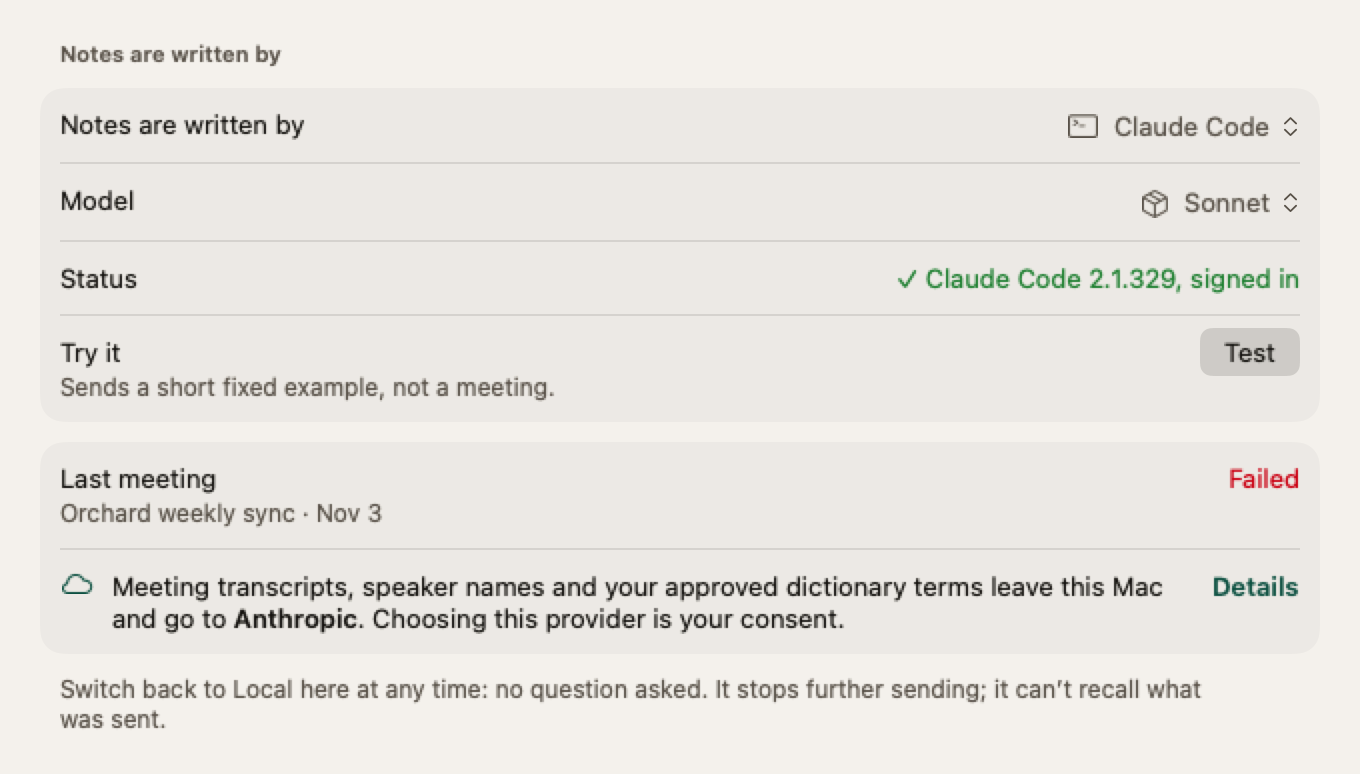 Notes are written by
Notes are written by
Claude Code
Model
Sonnet
Status
✓ Claude Code 2.1.329, signed in
Try it
Test
Sends a short fixed example, not a meeting.
Last meeting
Failed
Orchard weekly sync · Nov 3
Meeting transcripts, speaker names and your approved dictionary terms leave this Mac
Details
and go to Anthropic. Choosing this provider is your consent.
Switch back to Local here at any time: no question asked. It stops further sending; it can’t recall what
was sent.